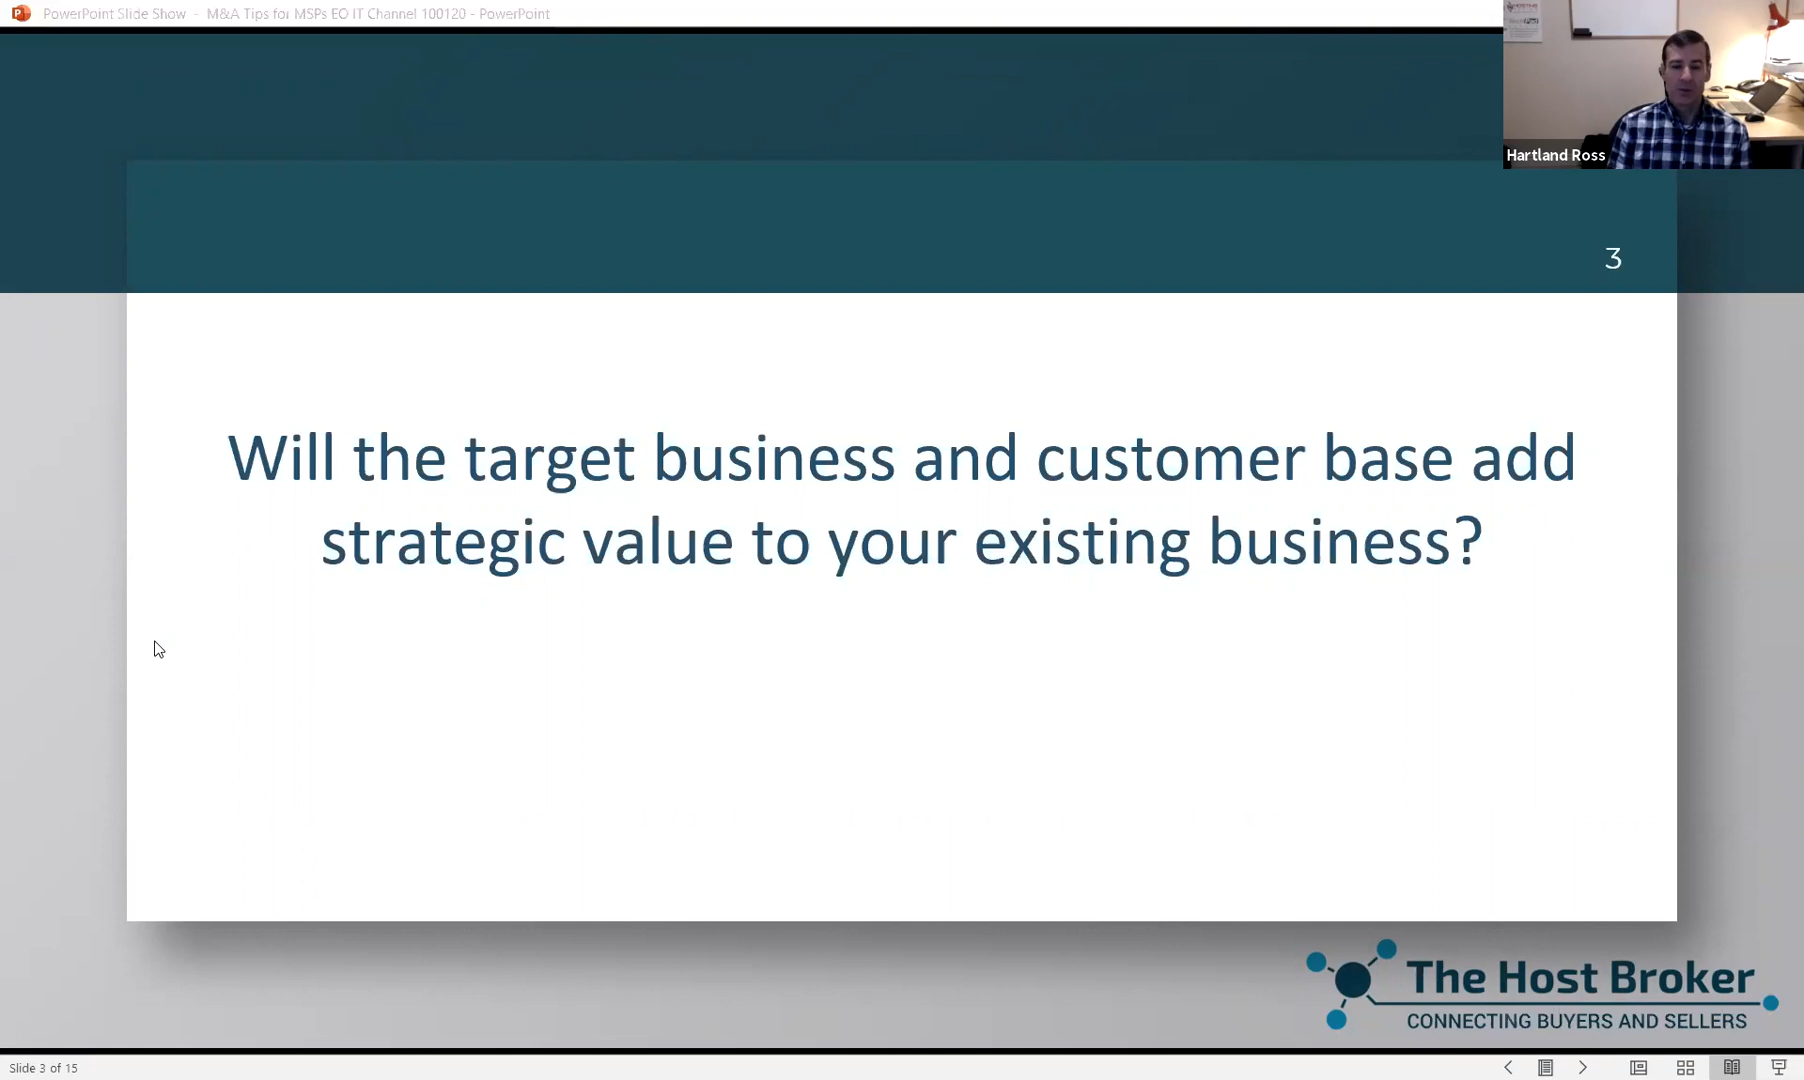 PowerPoint Slide Show - M&A Tips for MSPs EO IT Channel 100120 - PowerPoint
Hartland Ross
3
Will the target business and customer base add
strategic value to your existing business?
The Host Broker
CONNECTING BUYERS AND SELLERS
Slide 3 of 15